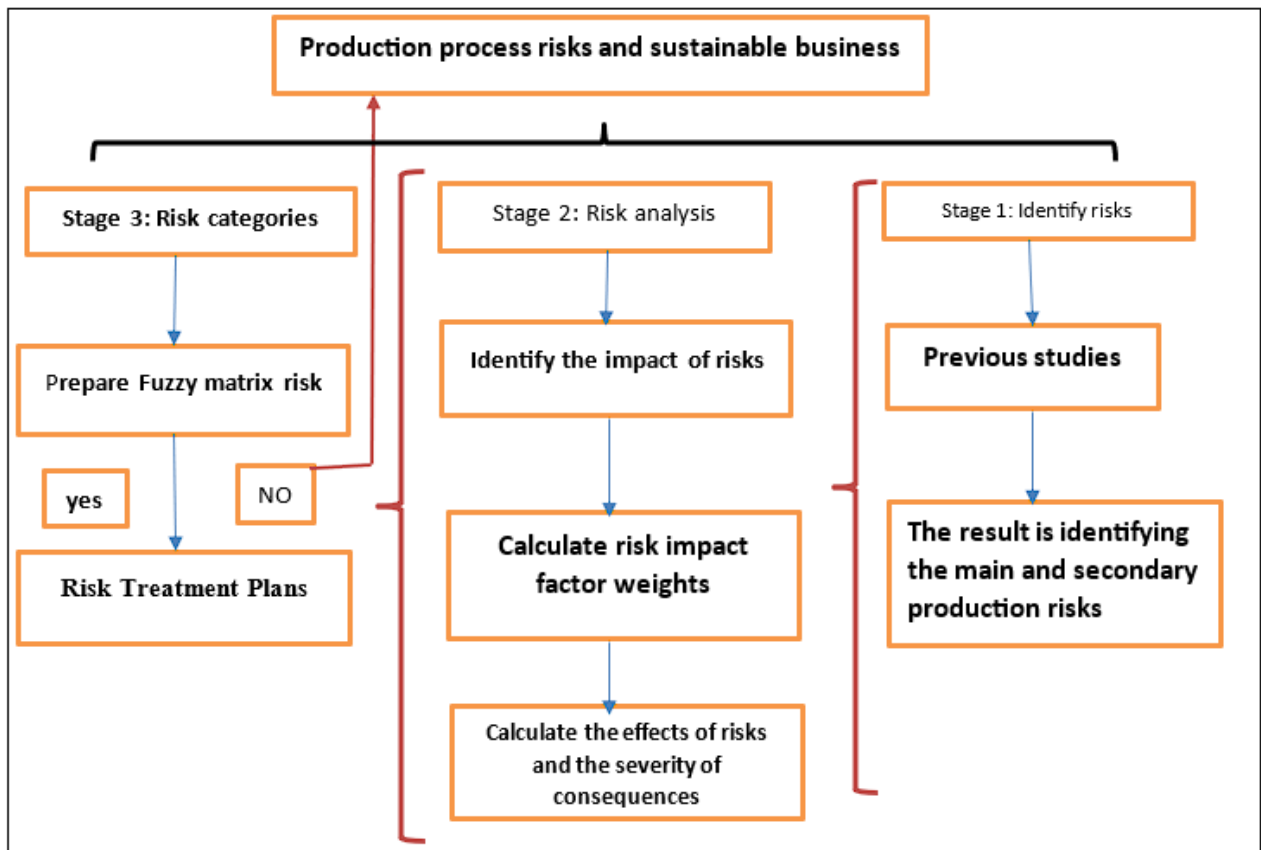 Production process risks and sustainable business
Stage 3: Risk categories
Prepare Fuzzy matrix risk
yes
NO
Risk Treatment Plans
Stage 2: Risk analysis
Identify the impact of risks
Calculate risk impact
factor weights
Calculate the effects of risks
and the severity of
consequences
Stage 1: Identify risks
Previous studies
The result is identifying
the main and secondary
production risks